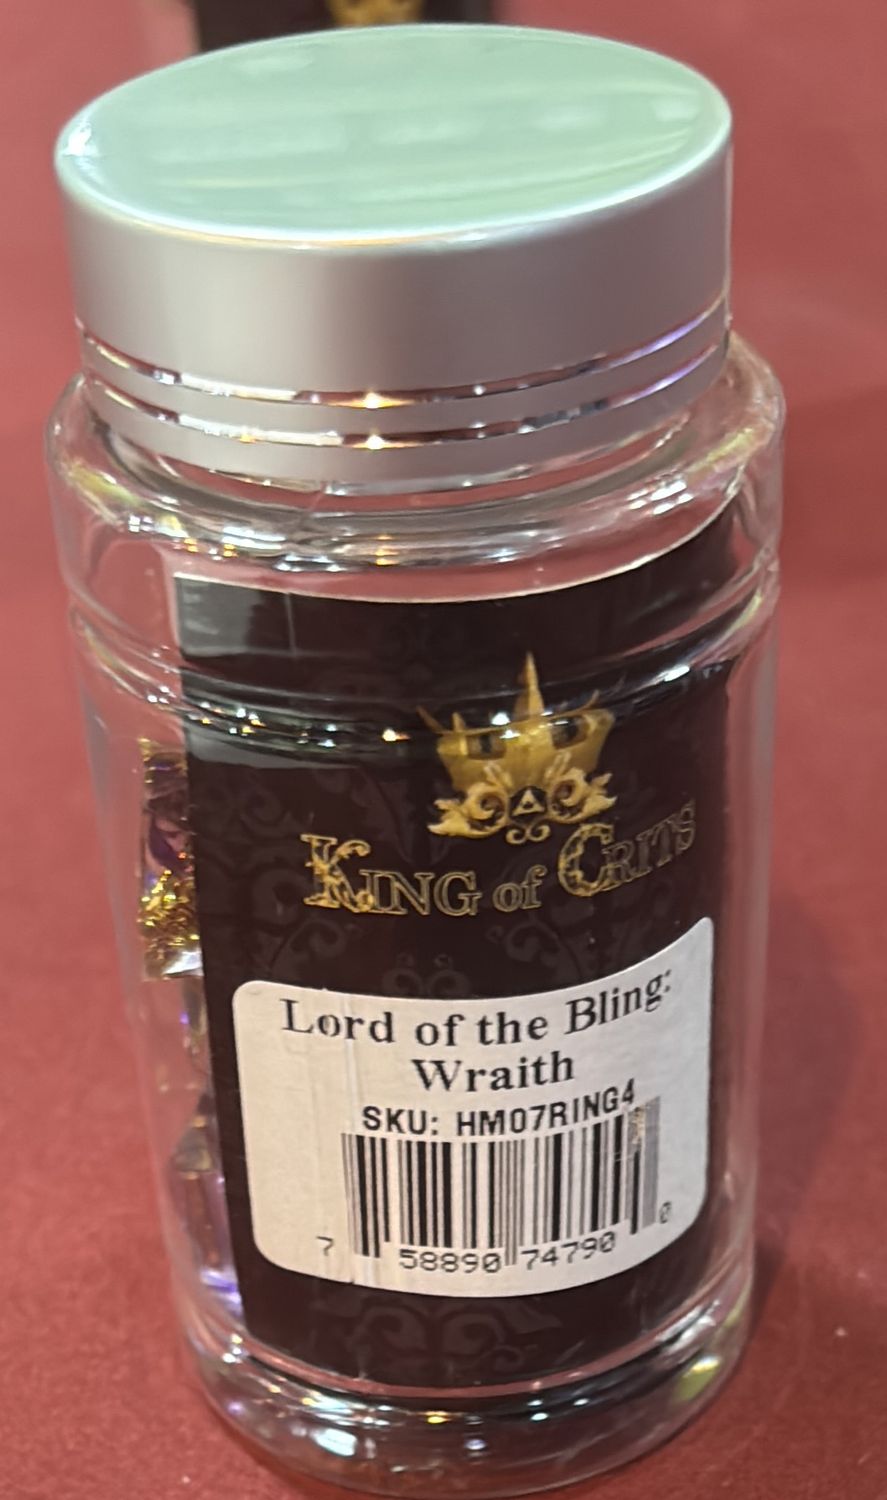 KING of CRITS
Lord of the Bling:
Wraith
SKU: HM07RING4
7 58890 74790 0